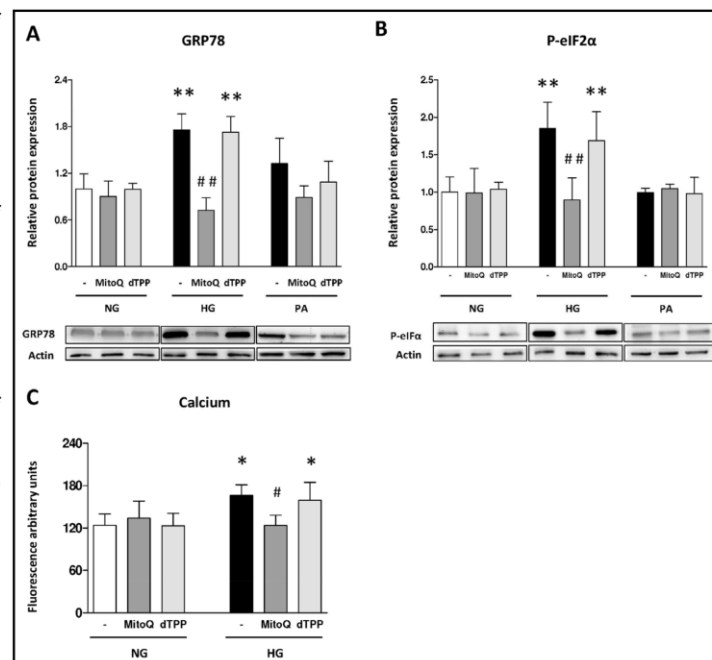 A
GRP78
Relative protein expression
2.4
1.8
1.2
0.6
0.0
** **
##
- MitoQ dTPP - MitoQ dTPP - MitoQ dTPP
NG HG PA
GRP78
Actin
B
P-eIF2α
Relative protein expression
2.5
2.0
1.5
1.0
0.5
0.0
** **
##
- MitoQ dTPP - MitoQ dTPP - MitoQ dTPP
NG HG PA
P-eIFα
Actin
C
Calcium
Fluorescence arbitrary units
240
180
120
60
0
* # *
- MitoQ dTPP - MitoQ dTPP
NG HG